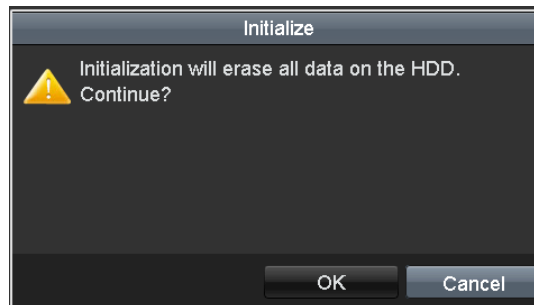 Initialize
Initialization will erase all data on the HDD.
Continue?
OK
Cancel